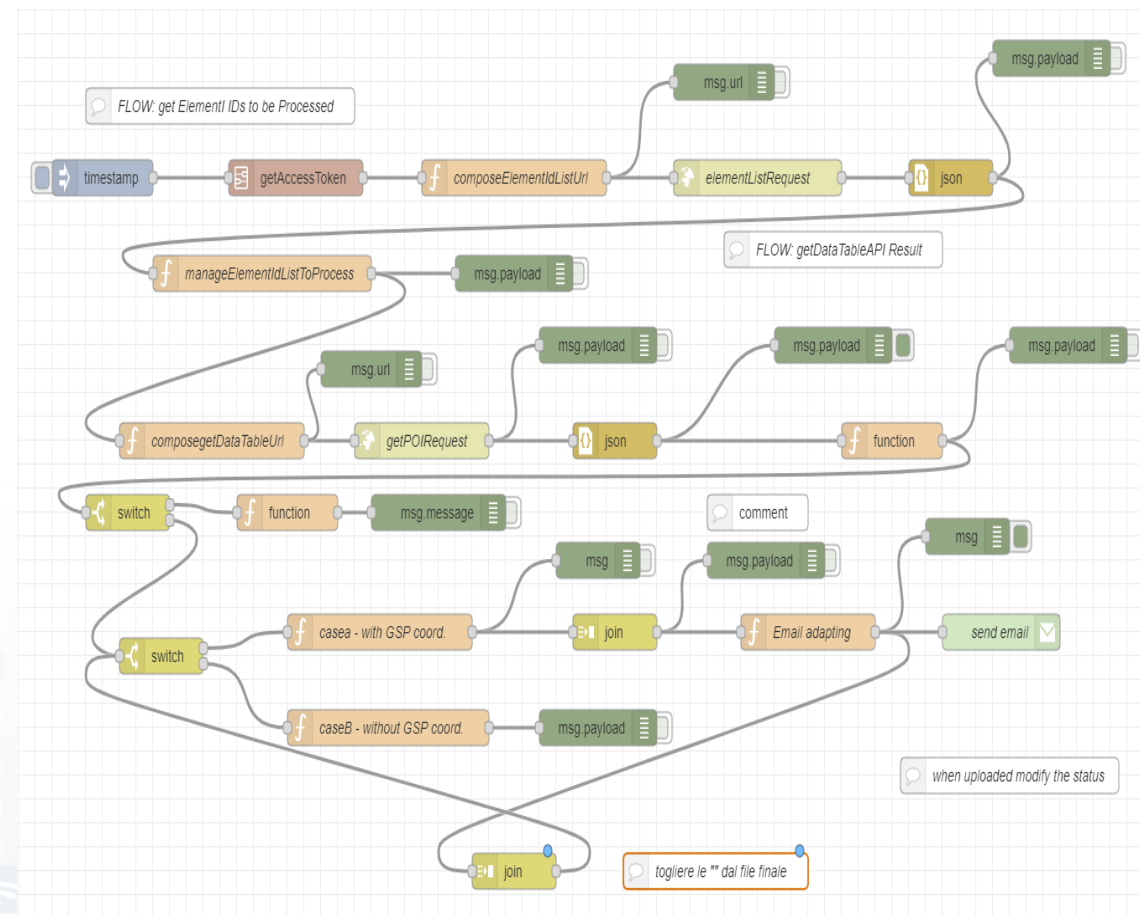 msg.payload
msg.url
FLOW: get ElementI IDs to be Processed
timestamp
getAccessToken
composeElementIdListUrl
elementListRequest
json
FLOW: getDataTableAPI Result
manageElementIdListToProcess
msg.payload
msg.payload
msg.payload
msg.payload
msg.url
composegetDataTableUrl
getPOIRequest
json
function
switch
function
msg.message
comment
msg
msg
msg.payload
casea - with GSP coord.
join
Email adapting
send email
switch
caseB - without GSP coord.
msg.payload
when uploaded modify the status
join
togliere le "" dal file finale